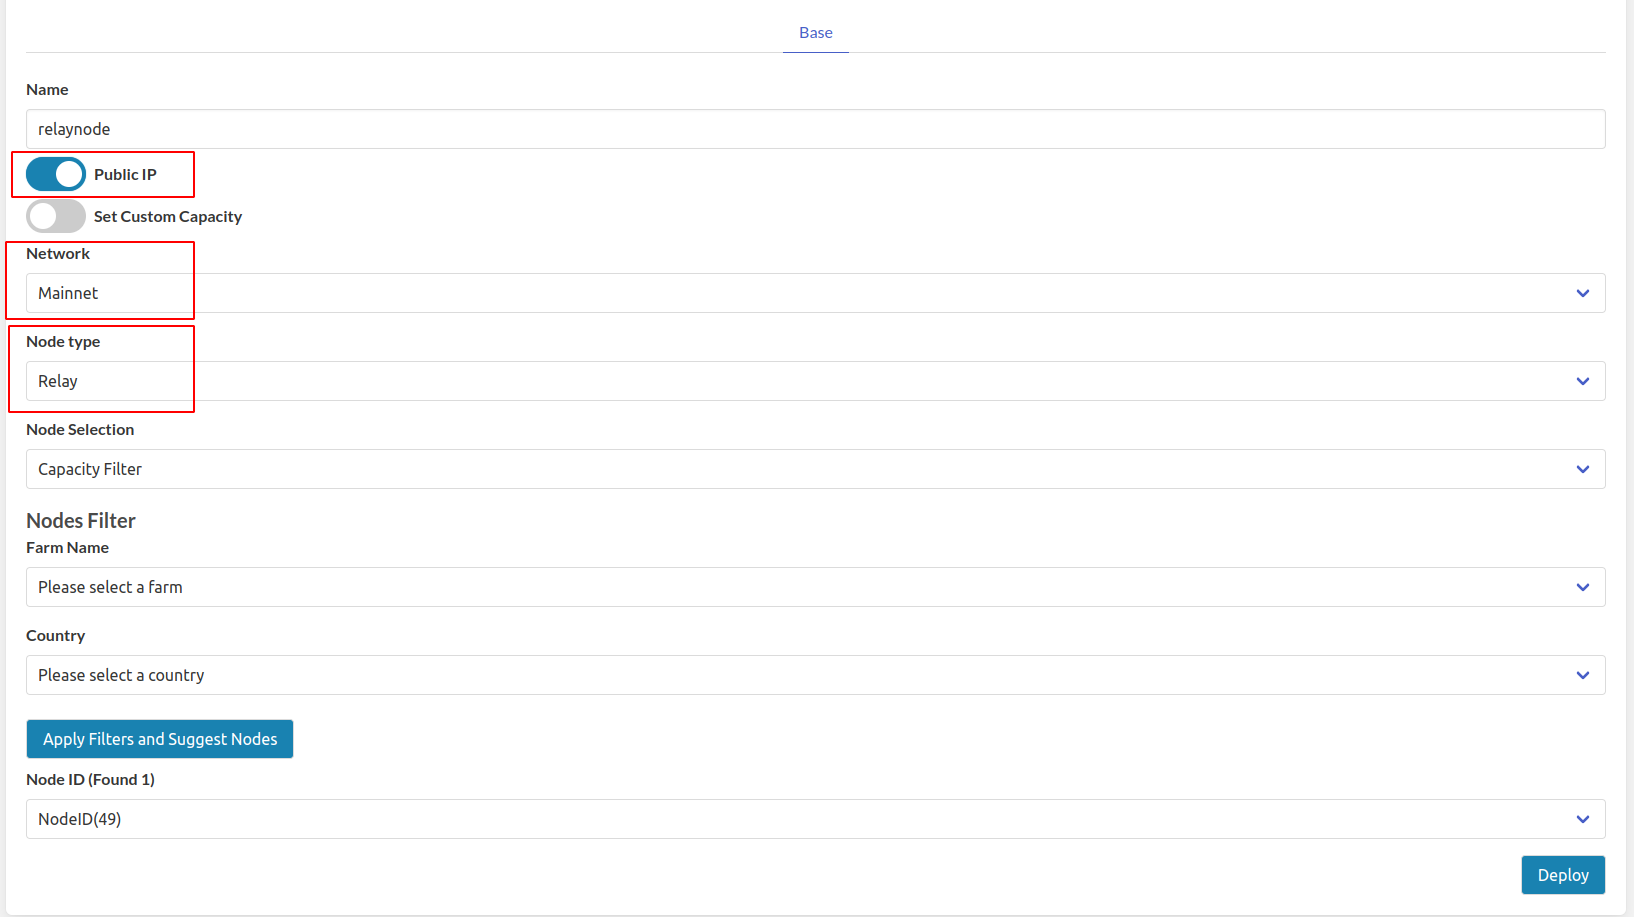 Base
Name
relaynode
Public IP
Set Custom Capacity
Network
Mainnet
Node type
Relay
Node Selection
Capacity Filter
Nodes Filter
Farm Name
Please select a farm
Country
Please select a country
Apply Filters and Suggest Nodes
Node ID (Found 1)
NodeID(49)
Deploy